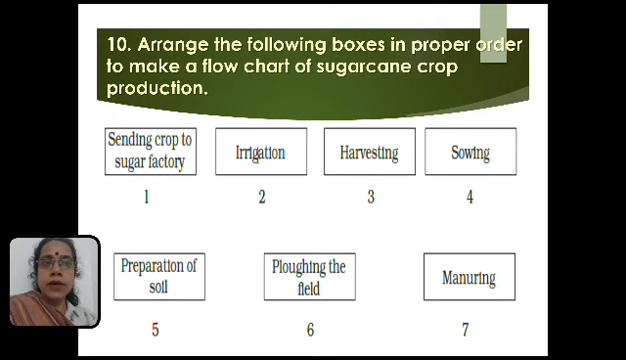 10. Arrange the following boxes in proper order
to make a flow chart of sugarcane crop
production.
Sending crop to
sugar factory
Irrigation
Harvesting
Sowing
1
2
3
4
Preparation of
soil
Ploughing the
field
Manuring
5
6
7